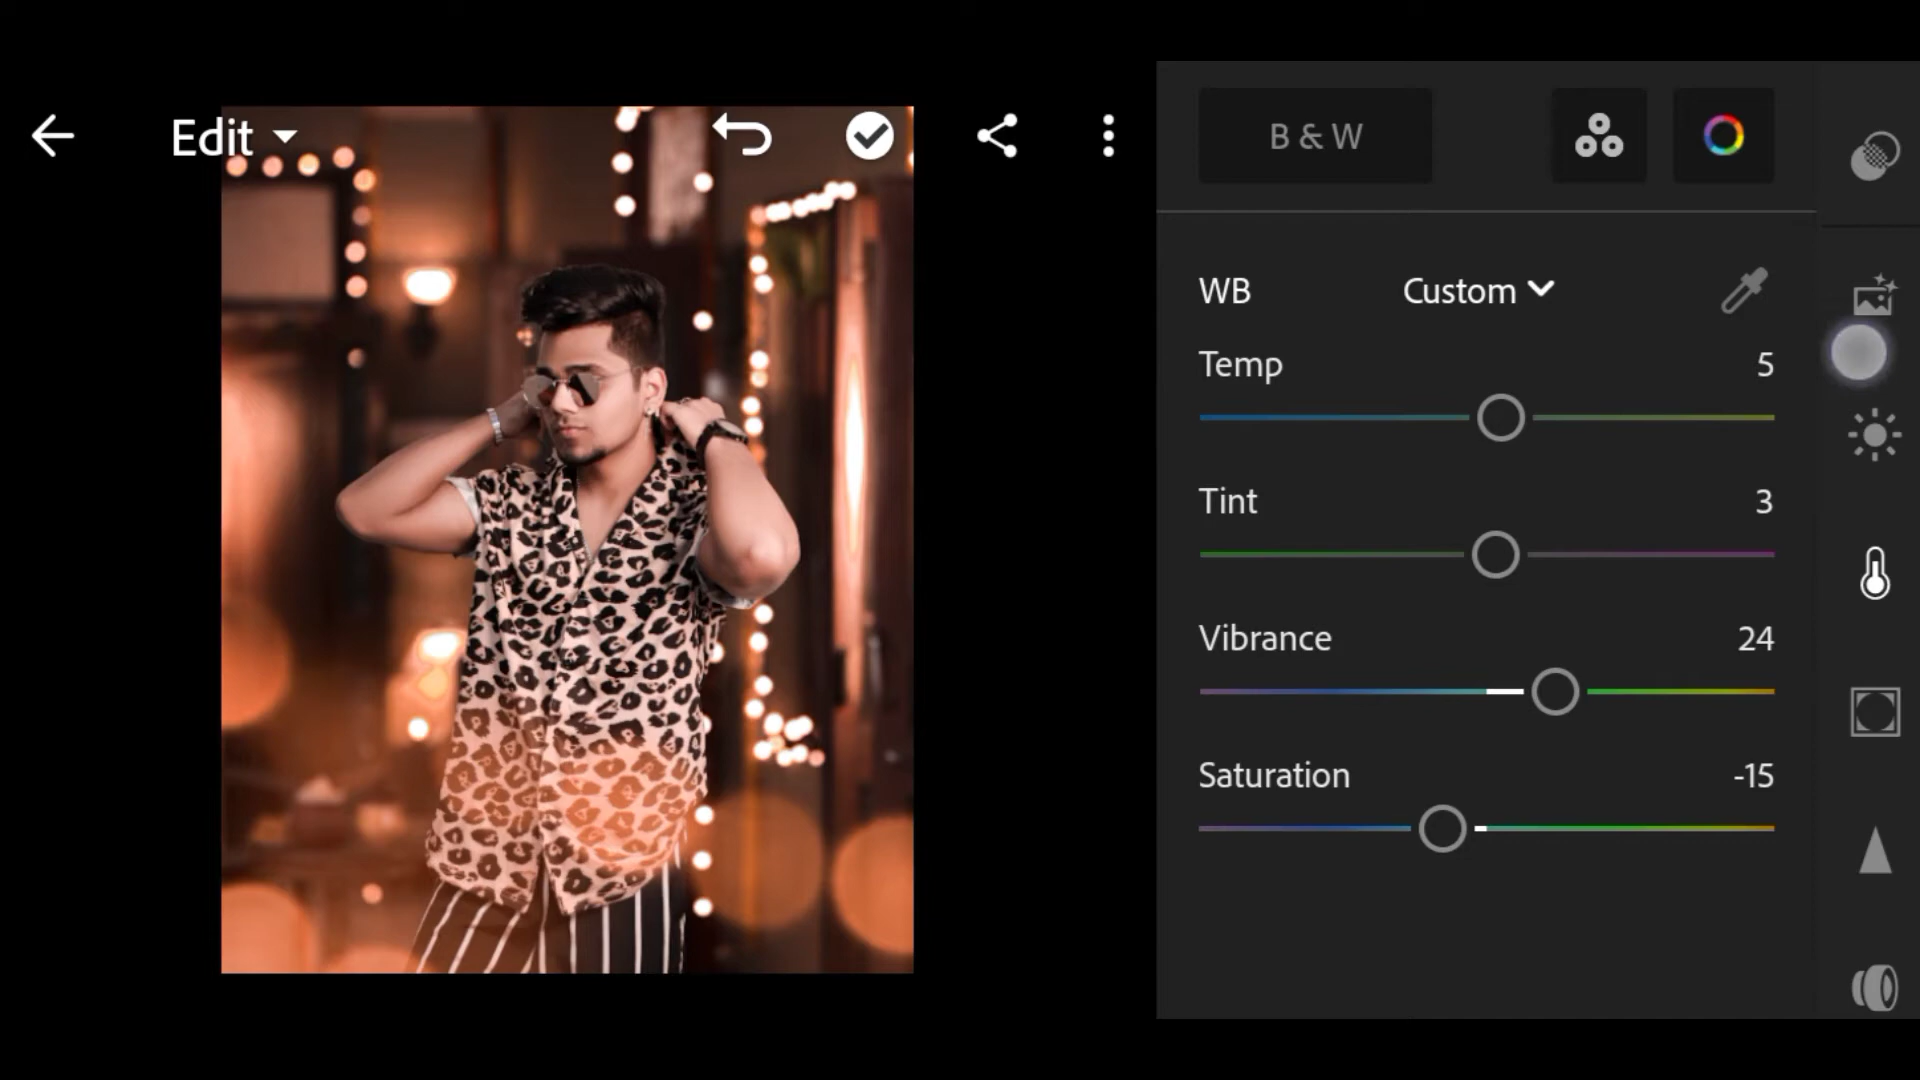 Edit
B & W
WB Custom
Temp 5
Tint 3
Vibrance 24
Saturation -15